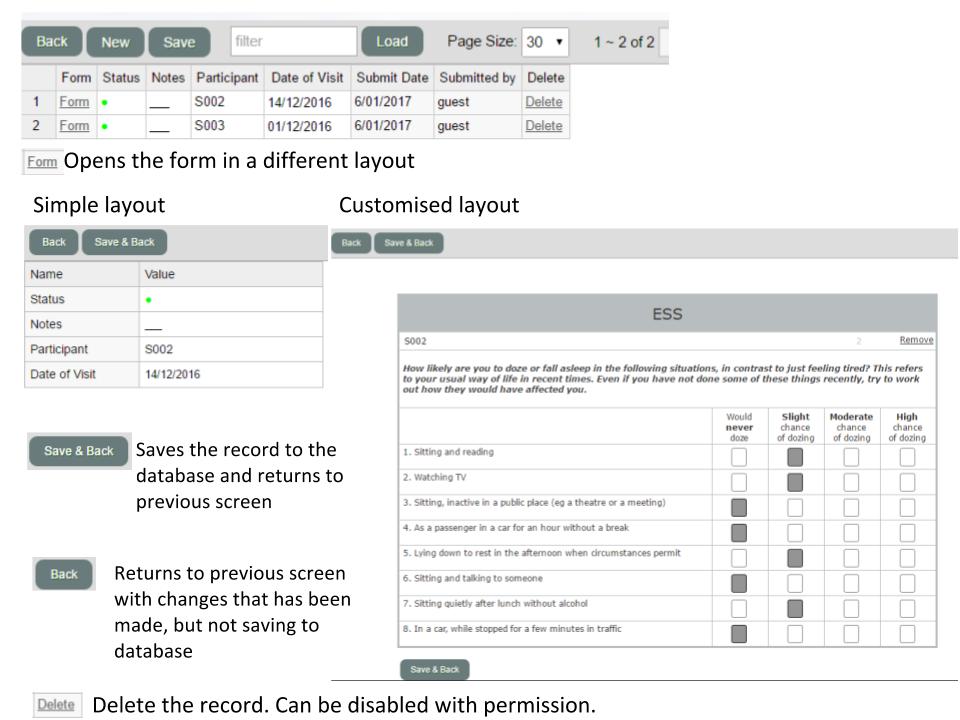 Back New Save filter Load Page Size: 30 1 ~ 2 of 2
Form Status Notes Participant Date of Visit Submit Date Submitted by Delete
1 Form S002 14/12/2016 6/01/2017 guest Delete
2 Form S003 01/12/2016 6/01/2017 guest Delete
Form Opens the form in a different layout
Simple layout
Back Save & Back
Name Value
Status
Notes
Participant S002
Date of Visit 14/12/2016
Customised layout
Back Save & Back
ESS
S002 2 Remove
How likely are you to doze or fall asleep in the following situations, in contrast to just feeling tired? This refers
to your usual way of life in recent times. Even if you have not done some of these things recently, try to work
out how they would have affected you.
Would Slight Moderate High
never chance chance chance
doze of dozing of dozing of dozing
1. Sitting and reading
2. Watching TV
3. Sitting, inactive in a public place (eg a theatre or a meeting)
4. As a passenger in a car for an hour without a break
5. Lying down to rest in the afternoon when circumstances permit
6. Sitting and talking to someone
7. Sitting quietly after lunch without alcohol
8. In a car, while stopped for a few minutes in traffic
Save & Back
Save & Back Saves the record to the
database and returns to
previous screen
Back Returns to previous screen
with changes that has been
made, but not saving to
database
Delete Delete the record. Can be disabled with permission.